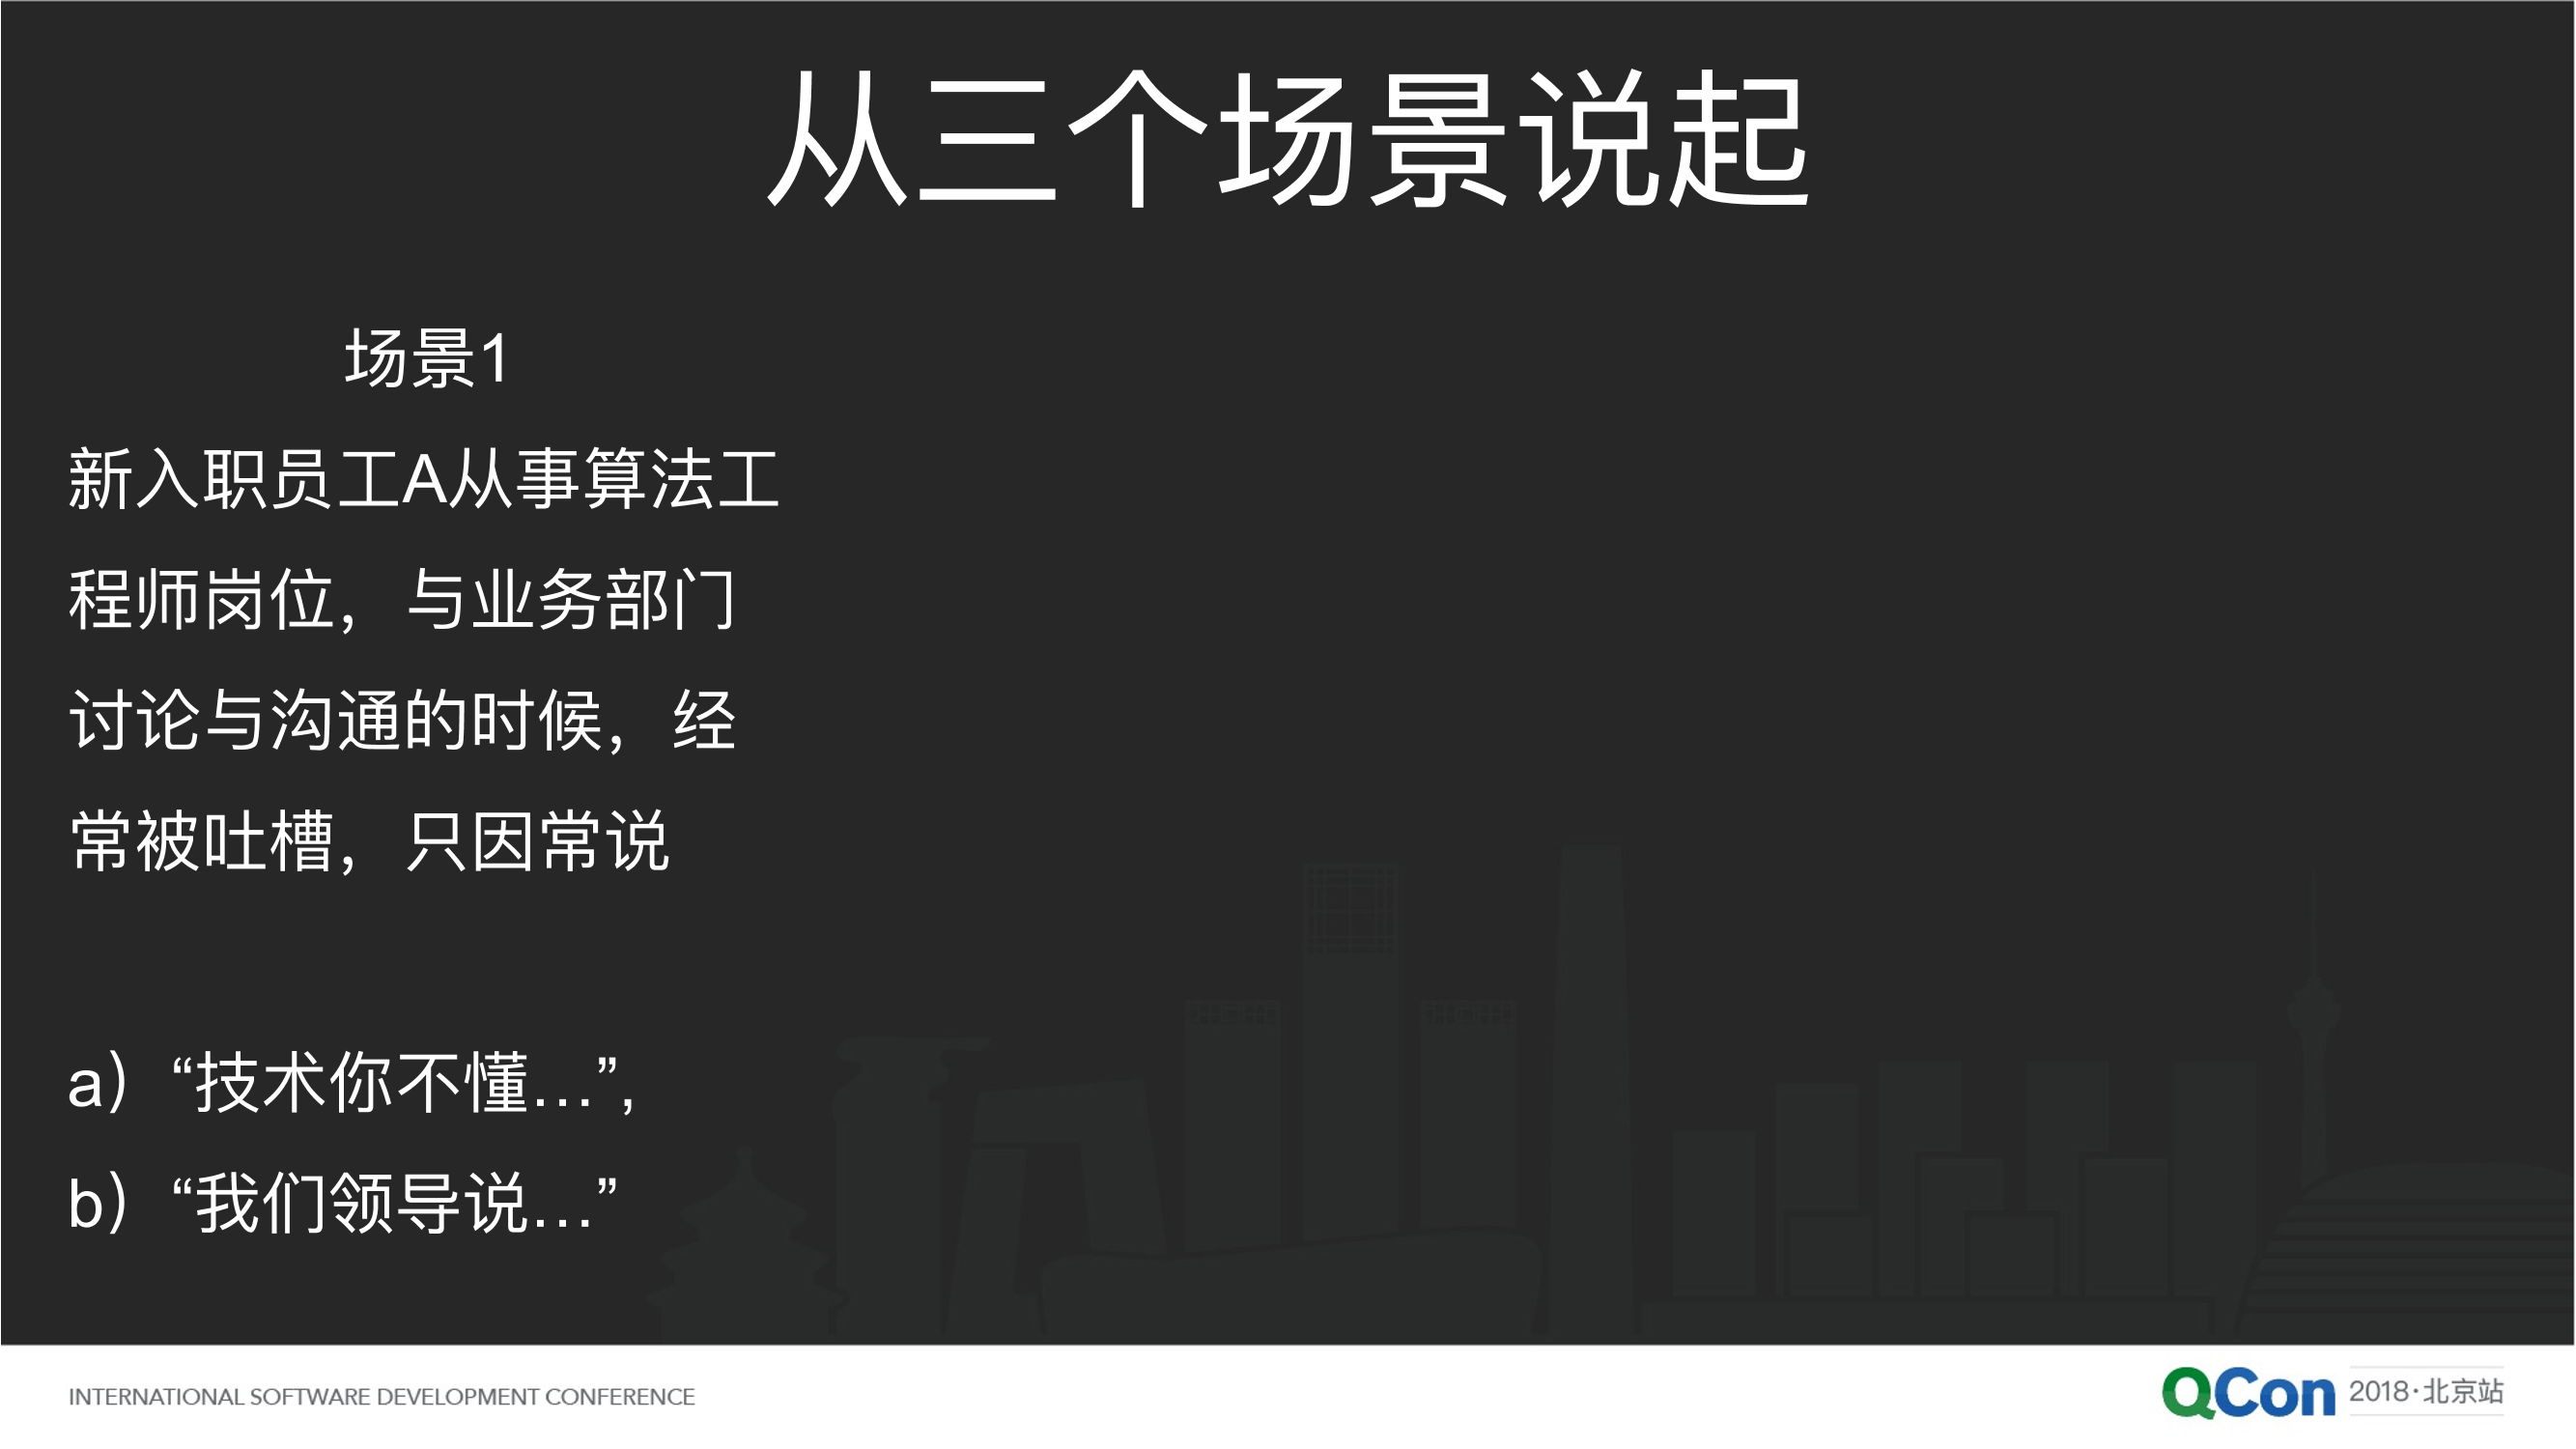 从三个场景说起
场景1
新入职员工A从事算法工
程师岗位，与业务部门
讨论与沟通的时候，经
常被吐槽，只因常说
a）“技术你不懂…”,
b）“我们领导说…”
INTERNATIONAL SOFTWARE DEVELOPMENT CONFERENCE
QCon 2018·北京站